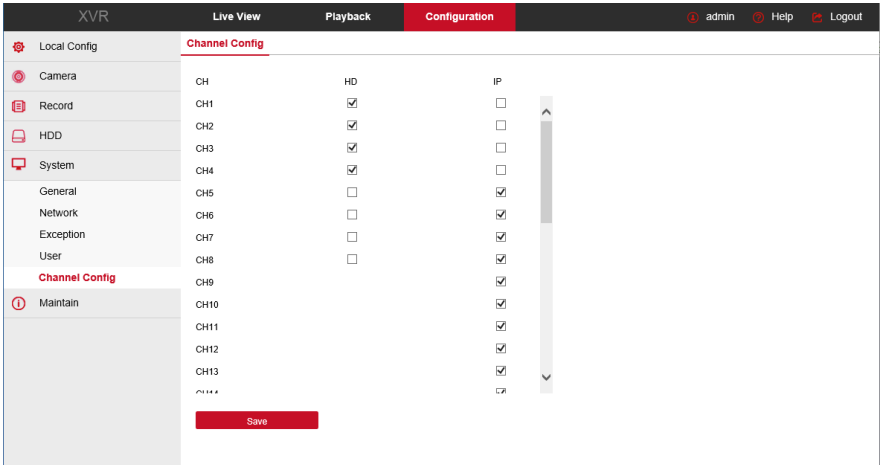 XVR Live View Playback Configuration admin Help Logout
Local Config
Camera
Record
HDD
System
General
Network
Exception
User
Channel Config
Maintain
Channel Config
CH HD IP
CH1
CH2
CH3
CH4
CH5
CH6
CH7
CH8
CH9
CH10
CH11
CH12
CH13
CH14
Save